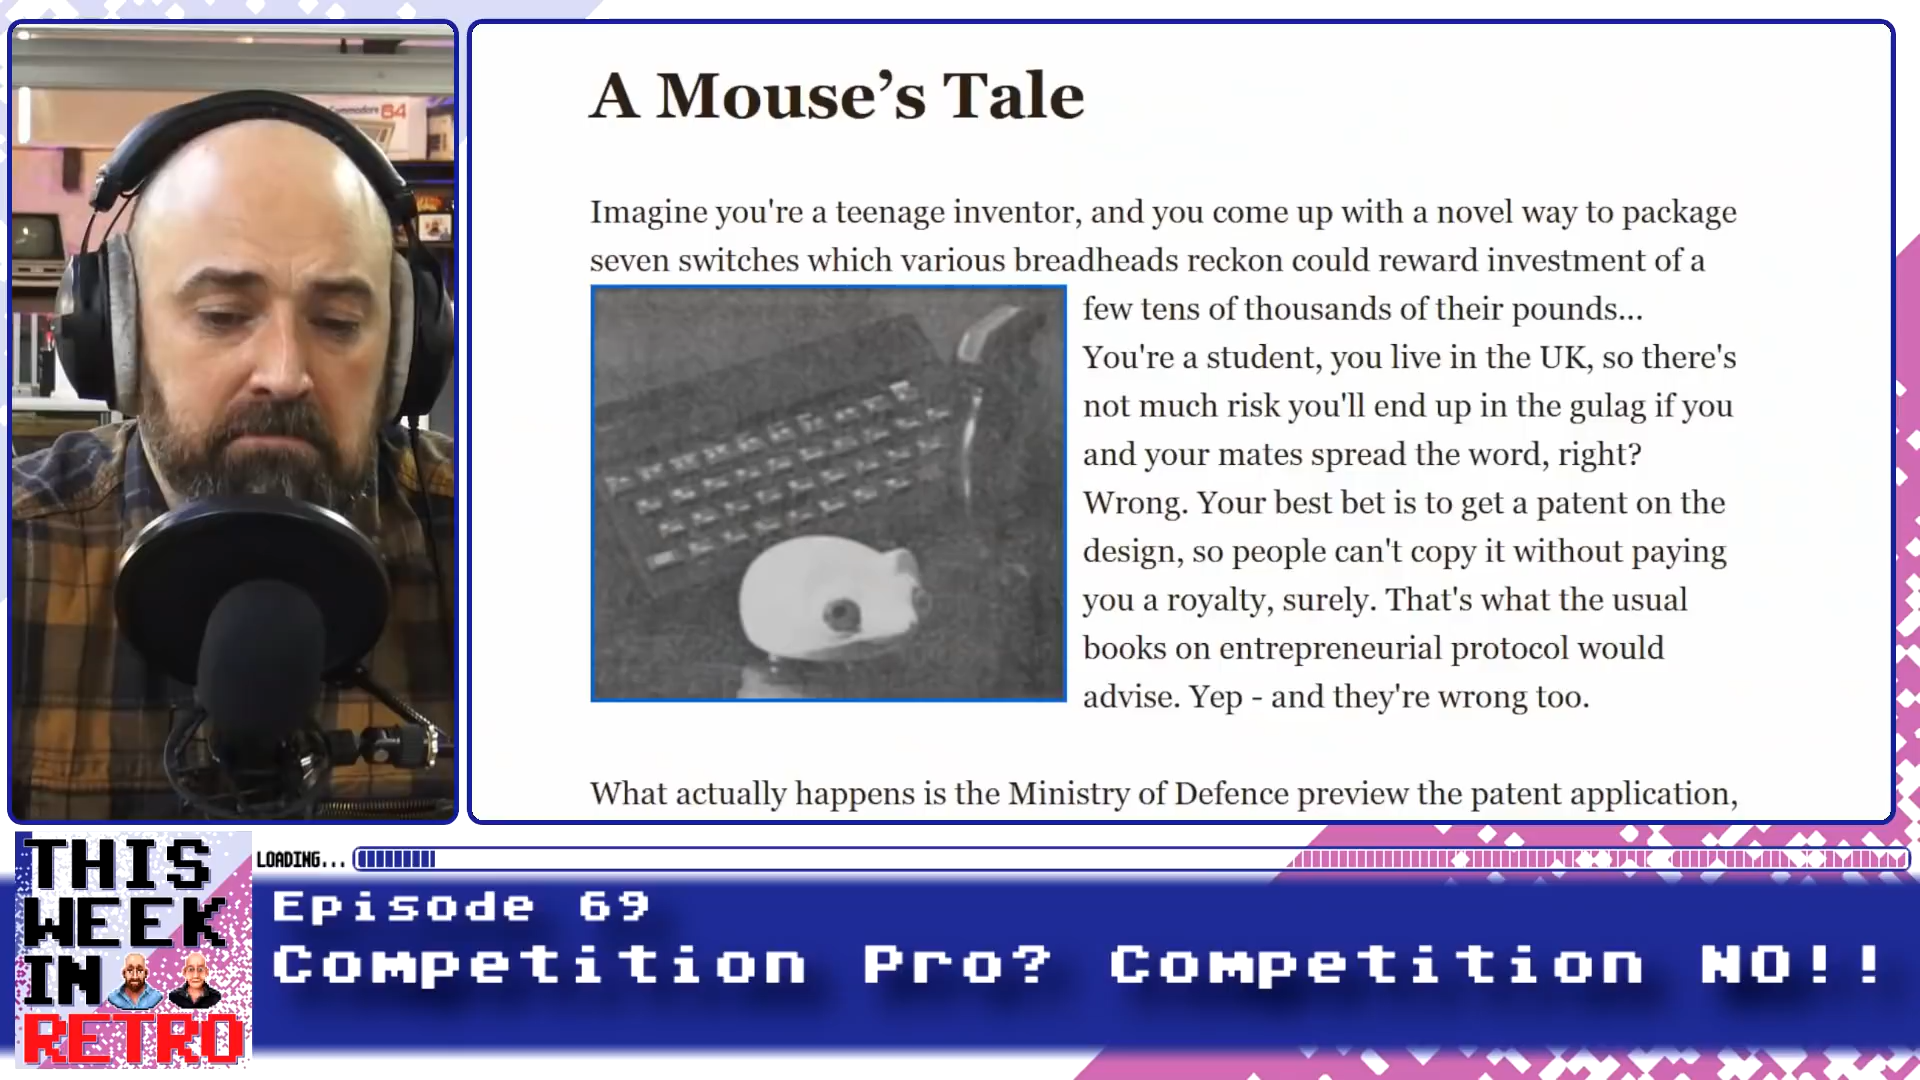 Commodore 64
A Mouse’s Tale
Imagine you're a teenage inventor, and you come up with a novel way to package
seven switches which various breadheads reckon could reward investment of a
few tens of thousands of their pounds...
You're a student, you live in the UK, so there's
not much risk you'll end up in the gulag if you
and your mates spread the word, right?
Wrong. Your best bet is to get a patent on the
design, so people can't copy it without paying
you a royalty, surely. That's what the usual
books on entrepreneurial protocol would
advise. Yep - and they're wrong too.
What actually happens is the Ministry of Defence preview the patent application,
THIS
WEEK
IN
RETRO
LOADING...
Episode 69
Competition Pro? Competition NO!!